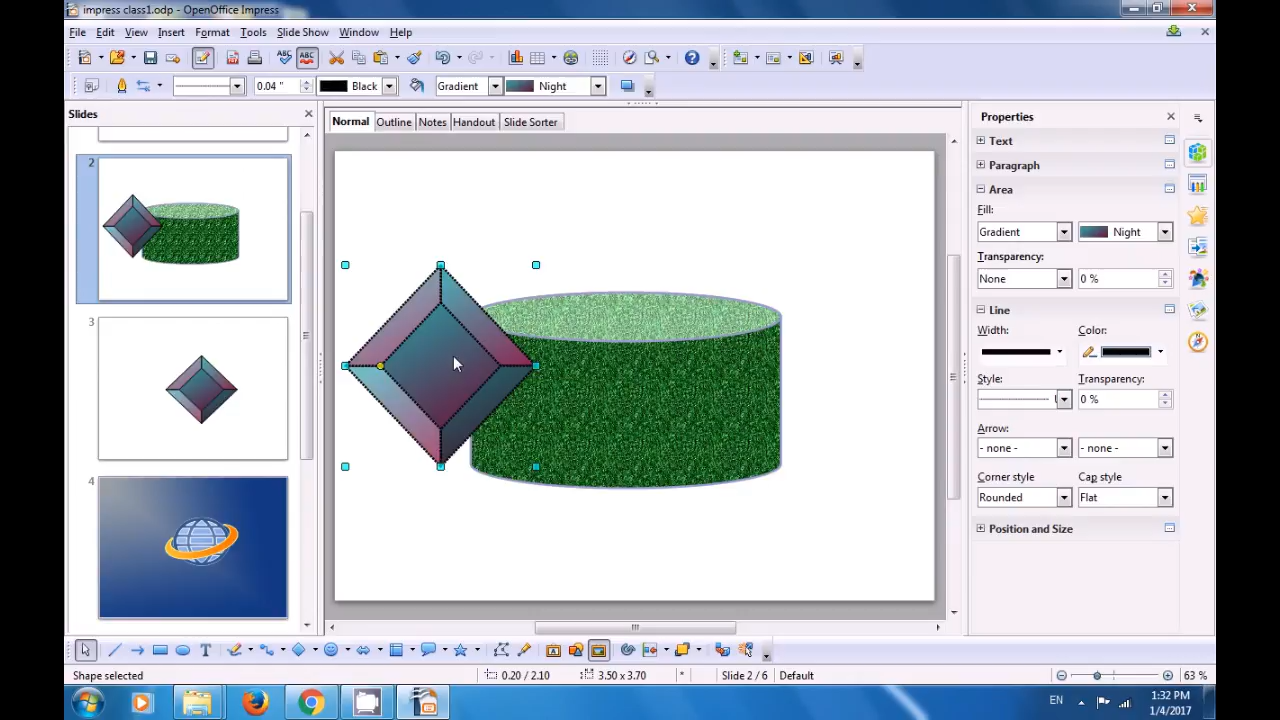 impress class1.odp - OpenOffice Impress
File Edit View Insert Format Tools Slide Show Window Help
0.04 " Black Gradient Night
Slides
Normal Outline Notes Handout Slide Sorter
2
3
4
Properties
Text
Paragraph
Area
Fill:
Gradient Night
Transparency:
None 0 %
Line
Width: Color:
Style: Transparency:
0 %
Arrow:
- none - - none -
Corner style Cap style
Rounded Flat
Position and Size
Shape selected 0.20 / 2.10 3.50 x 3.70 * Slide 2 / 6 Default 63 %
EN 1:32 PM
1/4/2017